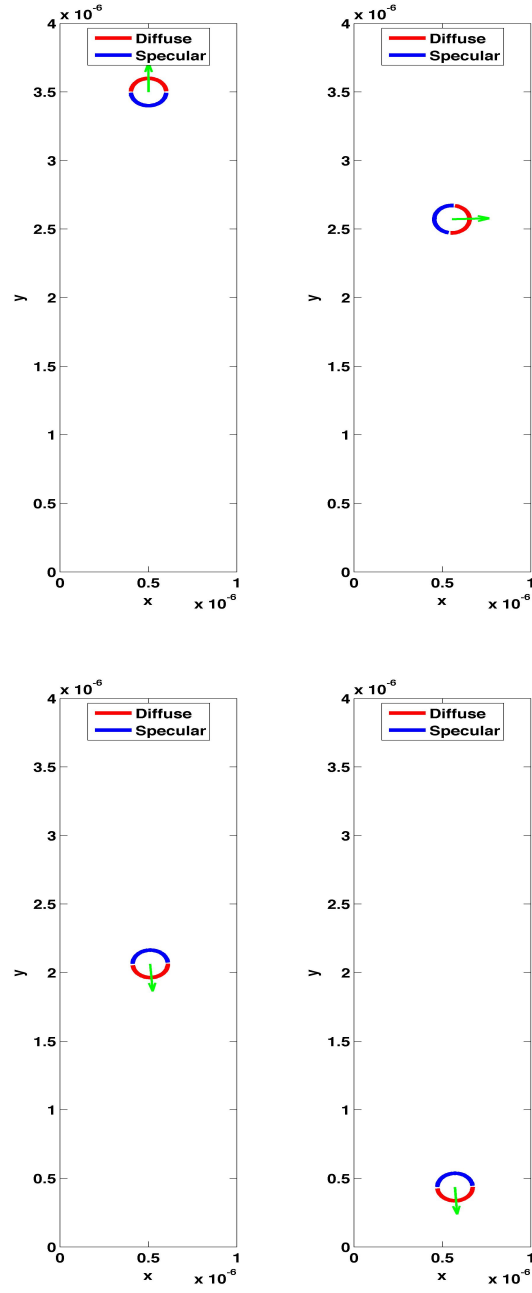 x 10⁻⁶ x 10⁻⁶
4 4
Diffuse Diffuse
Specular Specular
3.5 3.5
3 3
2.5 2.5
y 2 y 2
1.5 1.5
1 1
0.5 0.5
0 0
0 0.5 1 0 0.5 1
x x 10⁻⁶ x x 10⁻⁶
x 10⁻⁶ x 10⁻⁶
4 4
Diffuse Diffuse
Specular Specular
3.5 3.5
3 3
2.5 2.5
y 2 y 2
1.5 1.5
1 1
0.5 0.5
0 0
0 0.5 1 0 0.5 1
x x 10⁻⁶ x x 10⁻⁶